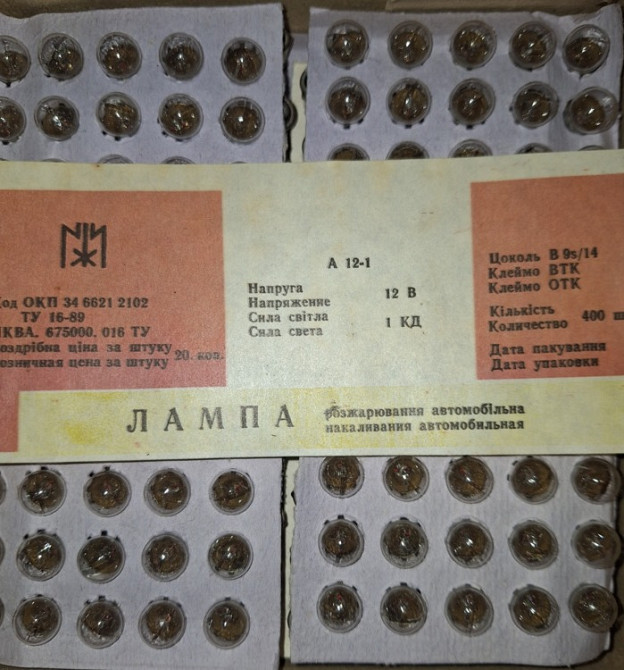 А 12-1
од ОКП 34 6621 2102
ТУ 16-89
ИКВА. 675000. 016 ТУ
оздрібна ціна за штуку
озничная цена за штуку
20. коп.
Напруга
Напряжение
12 В
Сила світла
Сила света
1 КД
Цоколь В 9s/14
Клеймо ВТК
Клеймо ОТК
Кількість
Количество
400 ш
Дата пакування
Дата упаковки
ЛАМПА
розжарювання автомобільна
накаливания автомобильная